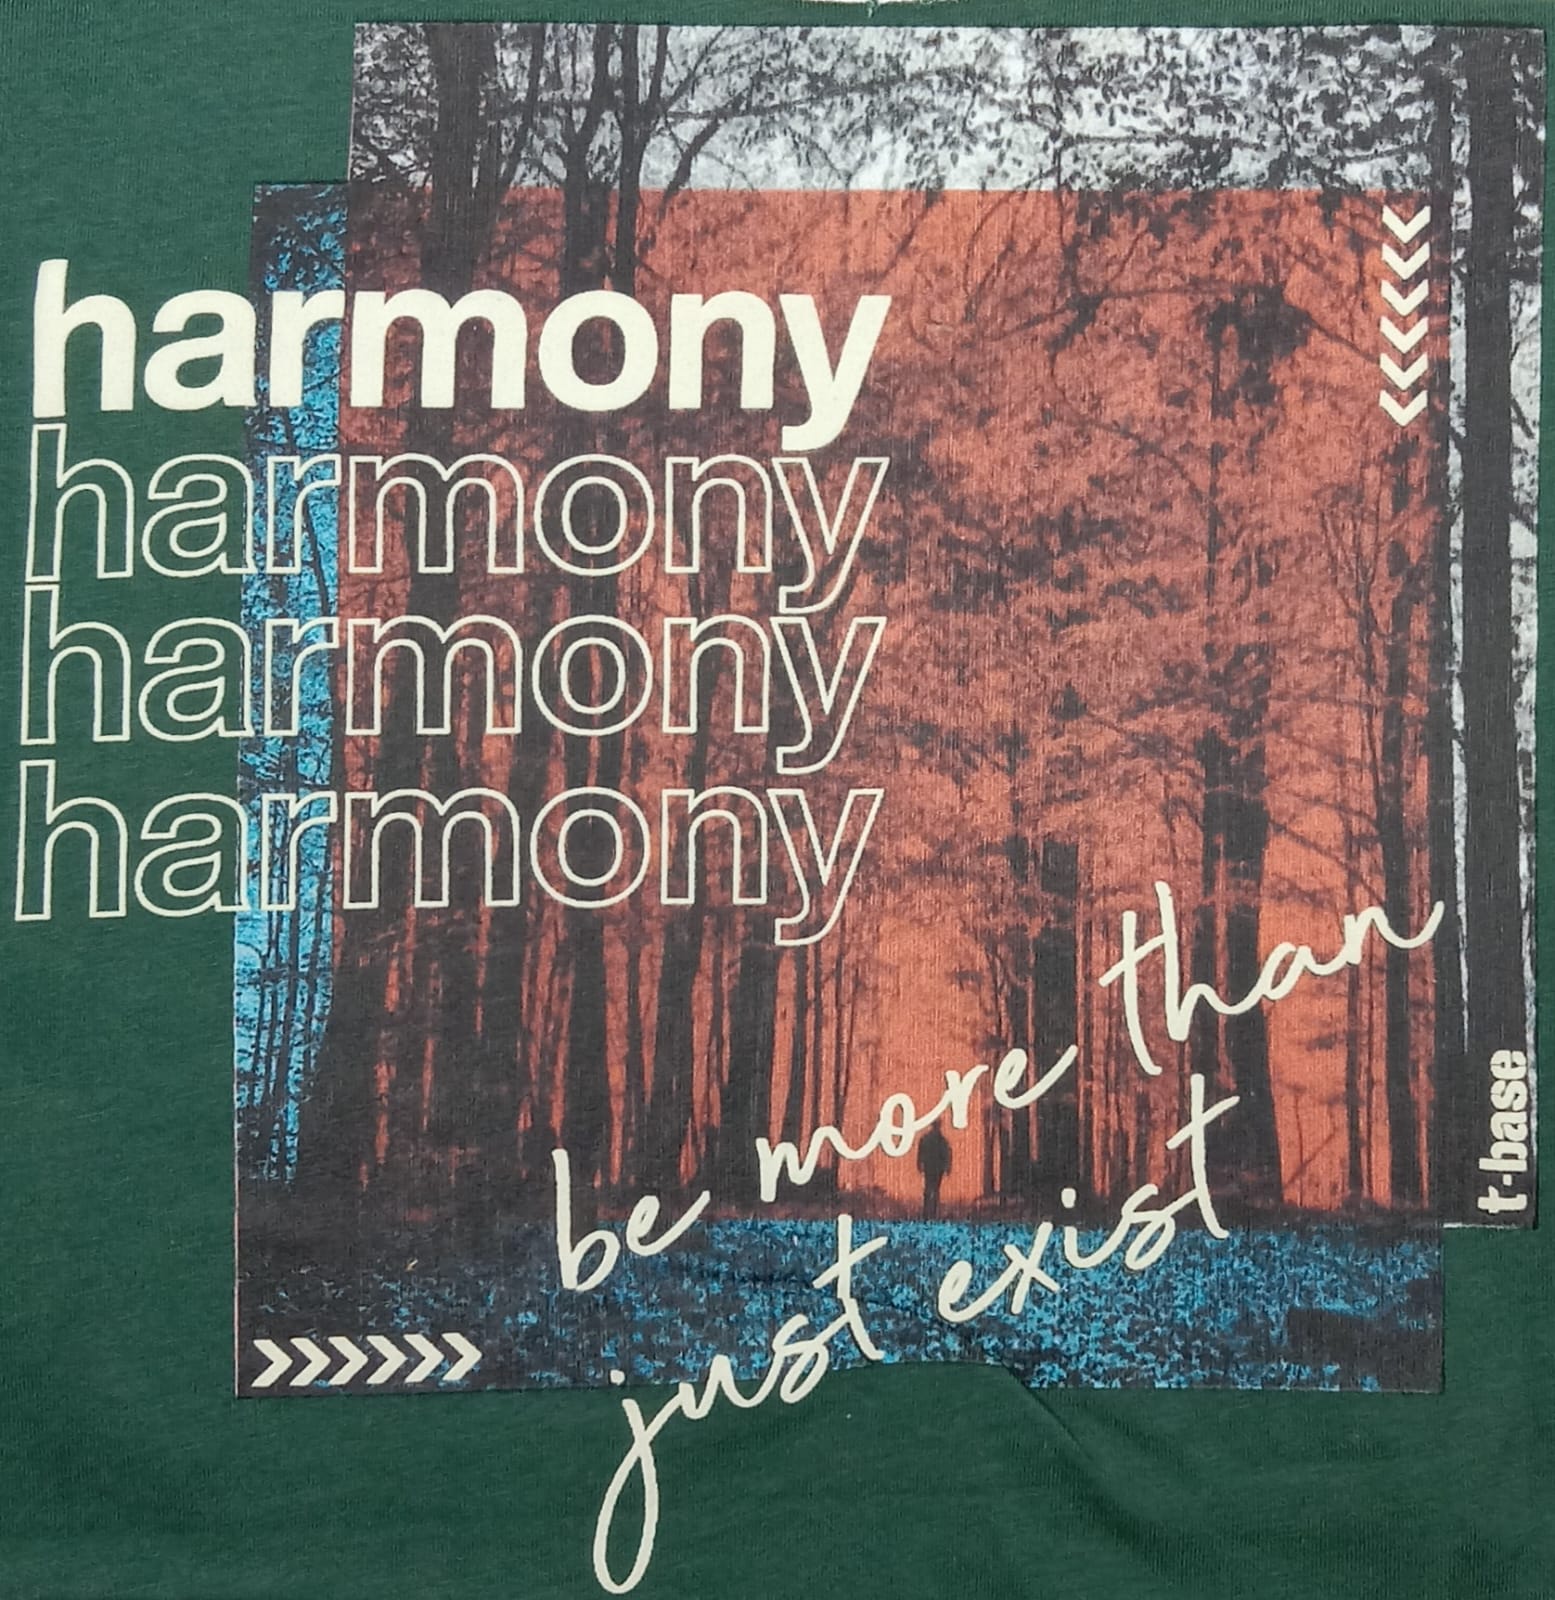 harmony
harmony
harmony
harmony
be more than
just exist
t-base